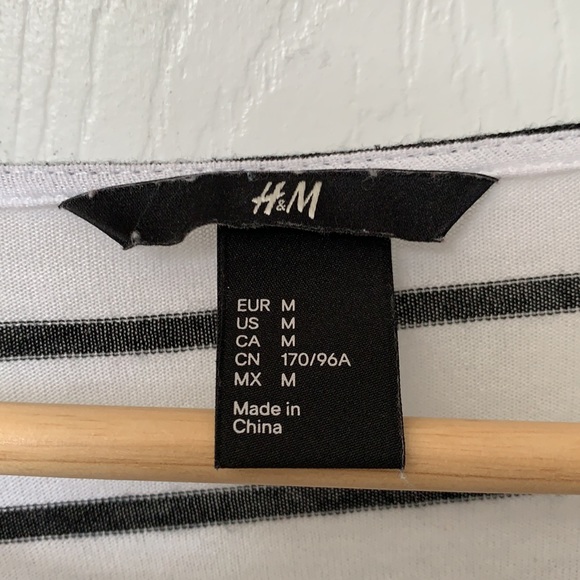 H&M
EUR M
US M
CA M
CN 170/96A
MX M
Made in
China